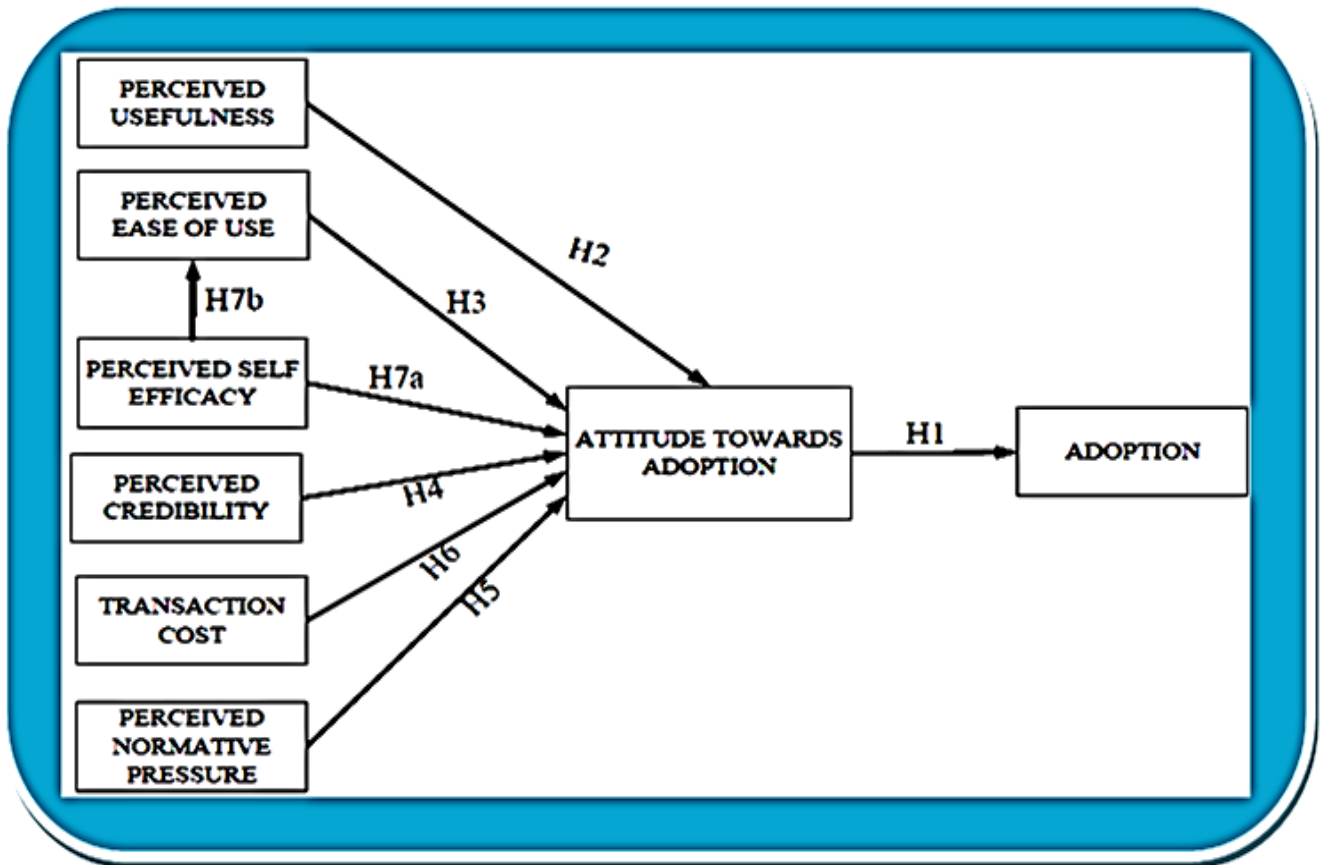 PERCEIVED
USEFULNESS
PERCEIVED
EASE OF USE
H2
H7b
H3
PERCEIVED SELF
EFFICACY
H7a
ATTITUDE TOWARDS
ADOPTION
H1
ADOPTION
PERCEIVED
CREDIBILITY
H4
TRANSACTION
COST
H6
H5
PERCEIVED
NORMATIVE
PRESSURE